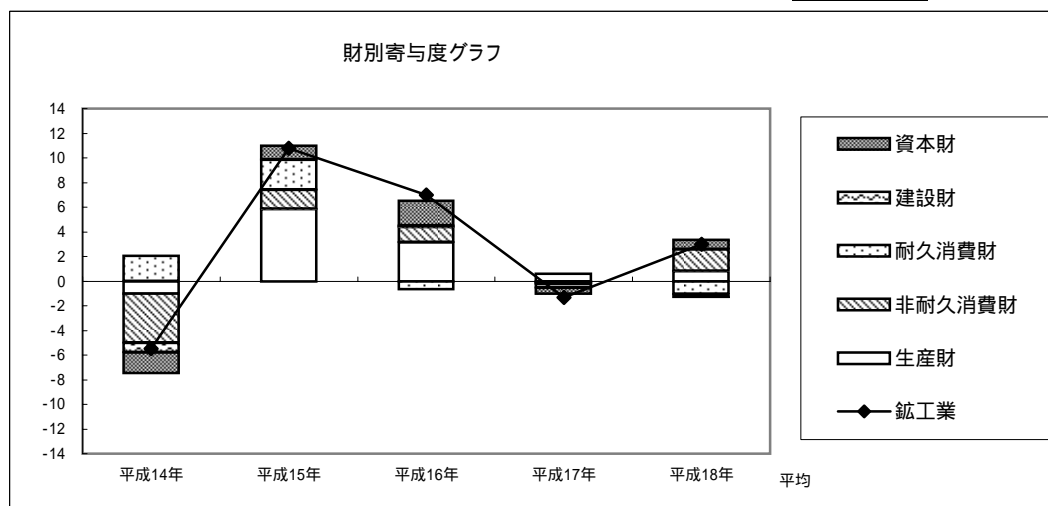 財別寄与度グラフ
14
12
10
8
6
4
2
0
-2
-4
-6
-8
-10
-12
-14
平成14年
平成15年
平成16年
平成17年
平成18年
平均
資本財
建設財
耐久消費財
非耐久消費財
生産財
鉱工業